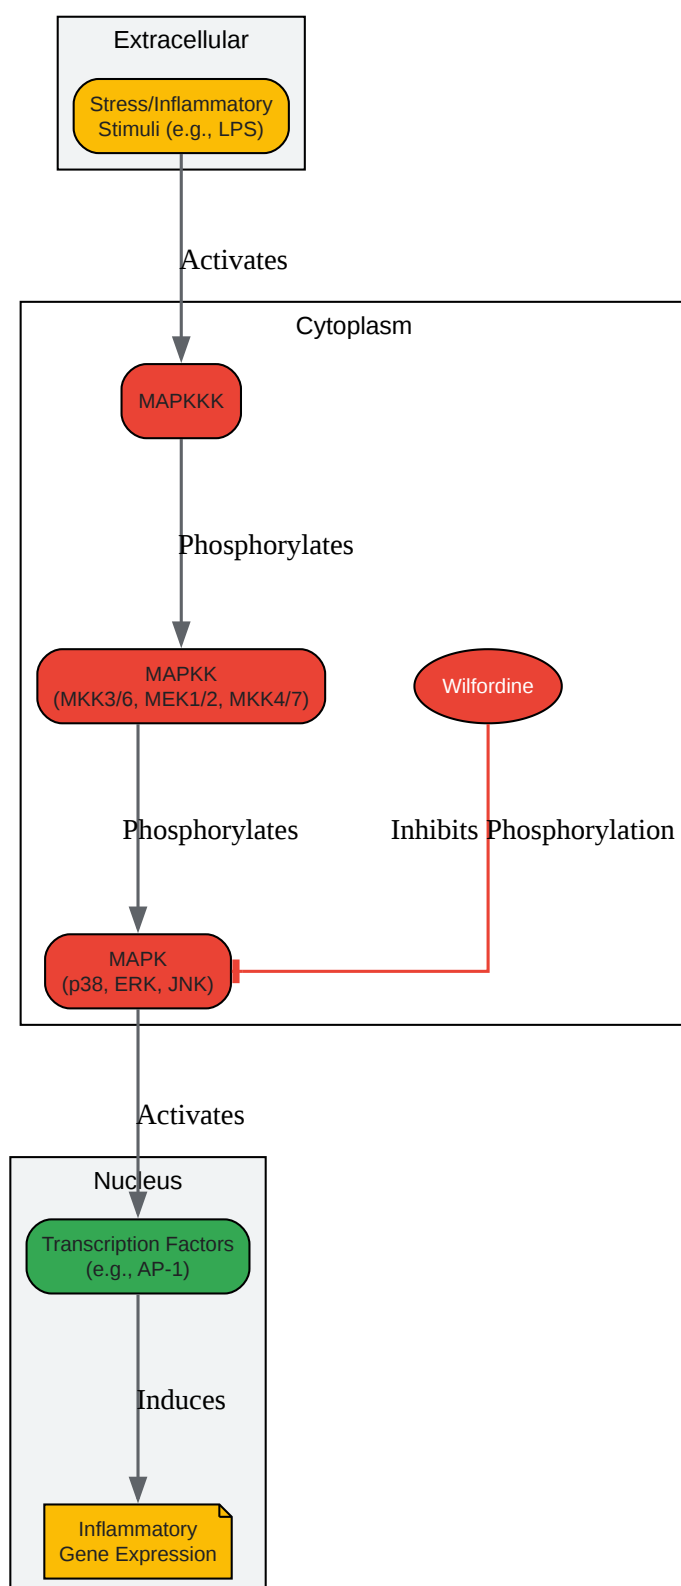 Extracellular
Stress/Inflammatory
Stimuli (e.g., LPS)
Activates
Cytoplasm
MAPKKK
Phosphorylates
MAPKK
(MKK3/6, MEK1/2, MKK4/7)
Wilfordine
Phosphorylates
Inhibits Phosphorylation
MAPK
(p38, ERK, JNK)
Activates
Nucleus
Transcription Factors
(e.g., AP-1)
Induces
Inflammatory
Gene Expression